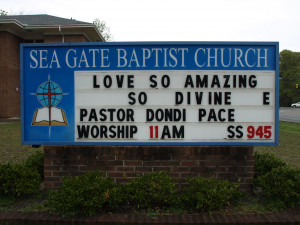 SEA GATE BAPTIST CHURCH
LOVE SO AMAZING
SO DIVINE E
PASTOR DONDI PACE
WORSHIP 11AM SS 945